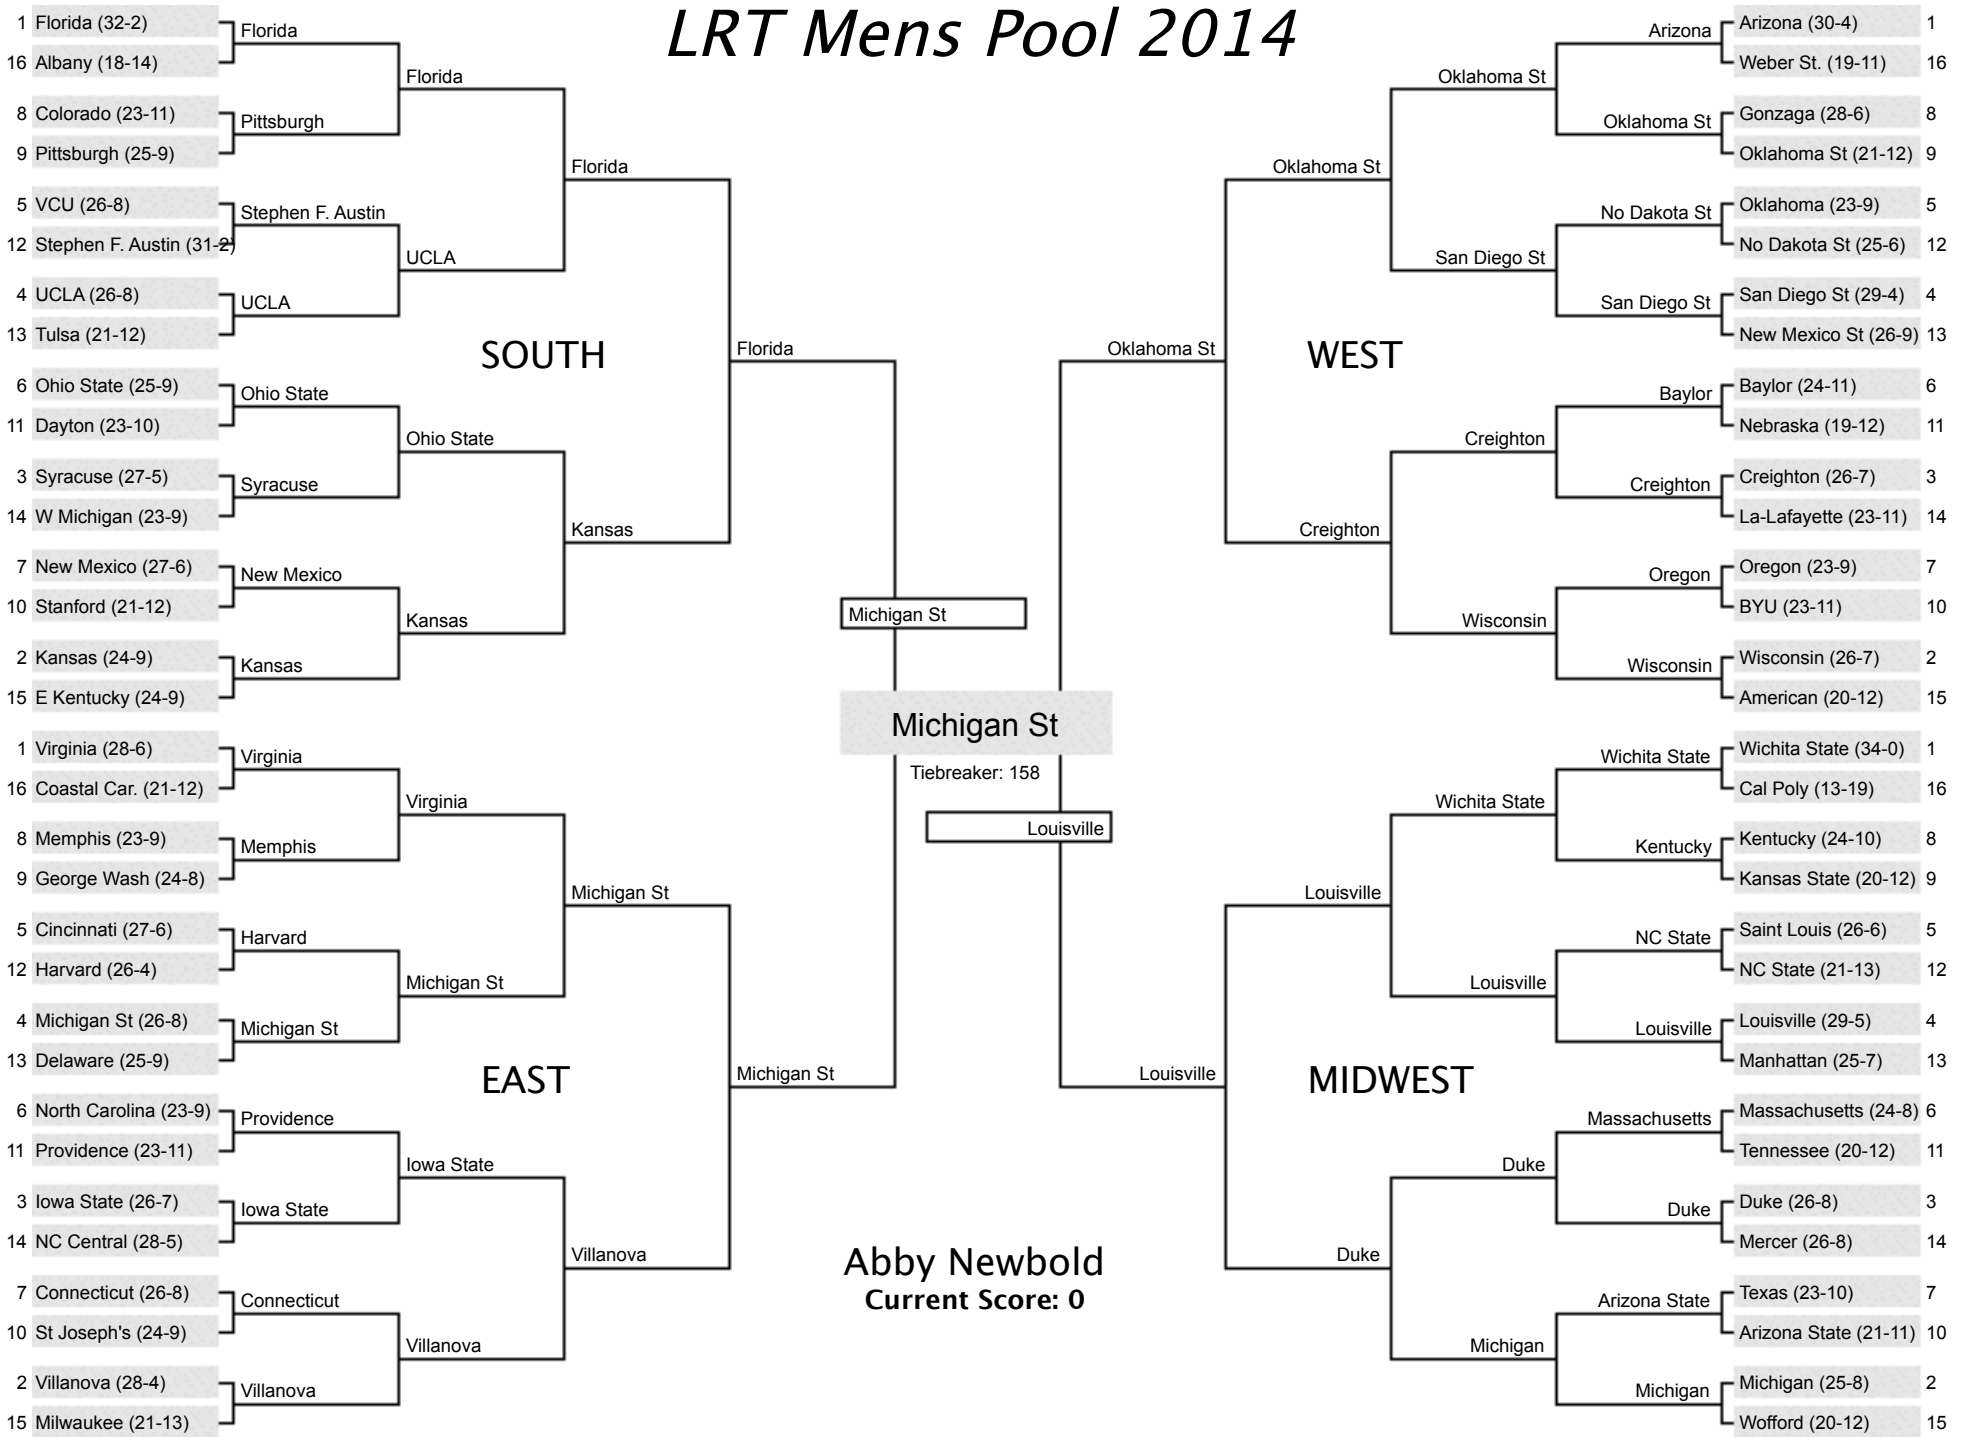 LRT Mens Pool 2014
1 Florida (32-2)
Florida
16 Albany (18-14)
Florida
8 Colorado (23-11)
Pittsburgh
9 Pittsburgh (25-9)
Florida
5 VCU (26-8)
Stephen F. Austin
12 Stephen F. Austin (31-2)
UCLA
4 UCLA (26-8)
UCLA
13 Tulsa (21-12)
SOUTH
Florida
6 Ohio State (25-9)
Ohio State
11 Dayton (23-10)
Ohio State
3 Syracuse (27-5)
Syracuse
14 W Michigan (23-9)
Kansas
7 New Mexico (27-6)
New Mexico
10 Stanford (21-12)
Kansas
2 Kansas (24-9)
Kansas
15 E Kentucky (24-9)
1 Virginia (28-6)
Virginia
16 Coastal Car. (21-12)
Virginia
8 Memphis (23-9)
Memphis
9 George Wash (24-8)
Michigan St
5 Cincinnati (27-6)
Harvard
12 Harvard (26-4)
Michigan St
4 Michigan St (26-8)
Michigan St
13 Delaware (25-9)
EAST
Michigan St
6 North Carolina (23-9)
Providence
11 Providence (23-11)
Iowa State
3 Iowa State (26-7)
Iowa State
14 NC Central (28-5)
Villanova
7 Connecticut (26-8)
Connecticut
10 St Joseph's (24-9)
Villanova
2 Villanova (28-4)
Villanova
15 Milwaukee (21-13)
Michigan St
Michigan St
Tiebreaker: 158
Louisville
Abby Newbold
Current Score: 0
Arizona (30-4) 1
Arizona
Weber St. (19-11) 16
Oklahoma St
Gonzaga (28-6) 8
Oklahoma St
Oklahoma St (21-12) 9
Oklahoma St
Oklahoma (23-9) 5
No Dakota St
No Dakota St (25-6) 12
San Diego St
San Diego St (29-4) 4
San Diego St
New Mexico St (26-9) 13
Oklahoma St
WEST
Baylor (24-11) 6
Baylor
Nebraska (19-12) 11
Creighton
Creighton (26-7) 3
Creighton
La-Lafayette (23-11) 14
Creighton
Oregon (23-9) 7
Oregon
BYU (23-11) 10
Wisconsin
Wisconsin (26-7) 2
Wisconsin
American (20-12) 15
Wichita State (34-0) 1
Wichita State
Cal Poly (13-19) 16
Wichita State
Kentucky (24-10) 8
Kentucky
Kansas State (20-12) 9
Louisville
Saint Louis (26-6) 5
NC State
NC State (21-13) 12
Louisville
Louisville (29-5) 4
Louisville
Manhattan (25-7) 13
Louisville
MIDWEST
Massachusetts (24-8) 6
Massachusetts
Tennessee (20-12) 11
Duke
Duke (26-8) 3
Duke
Mercer (26-8) 14
Duke
Texas (23-10) 7
Arizona State
Arizona State (21-11) 10
Michigan
Michigan (25-8) 2
Michigan
Wofford (20-12) 15